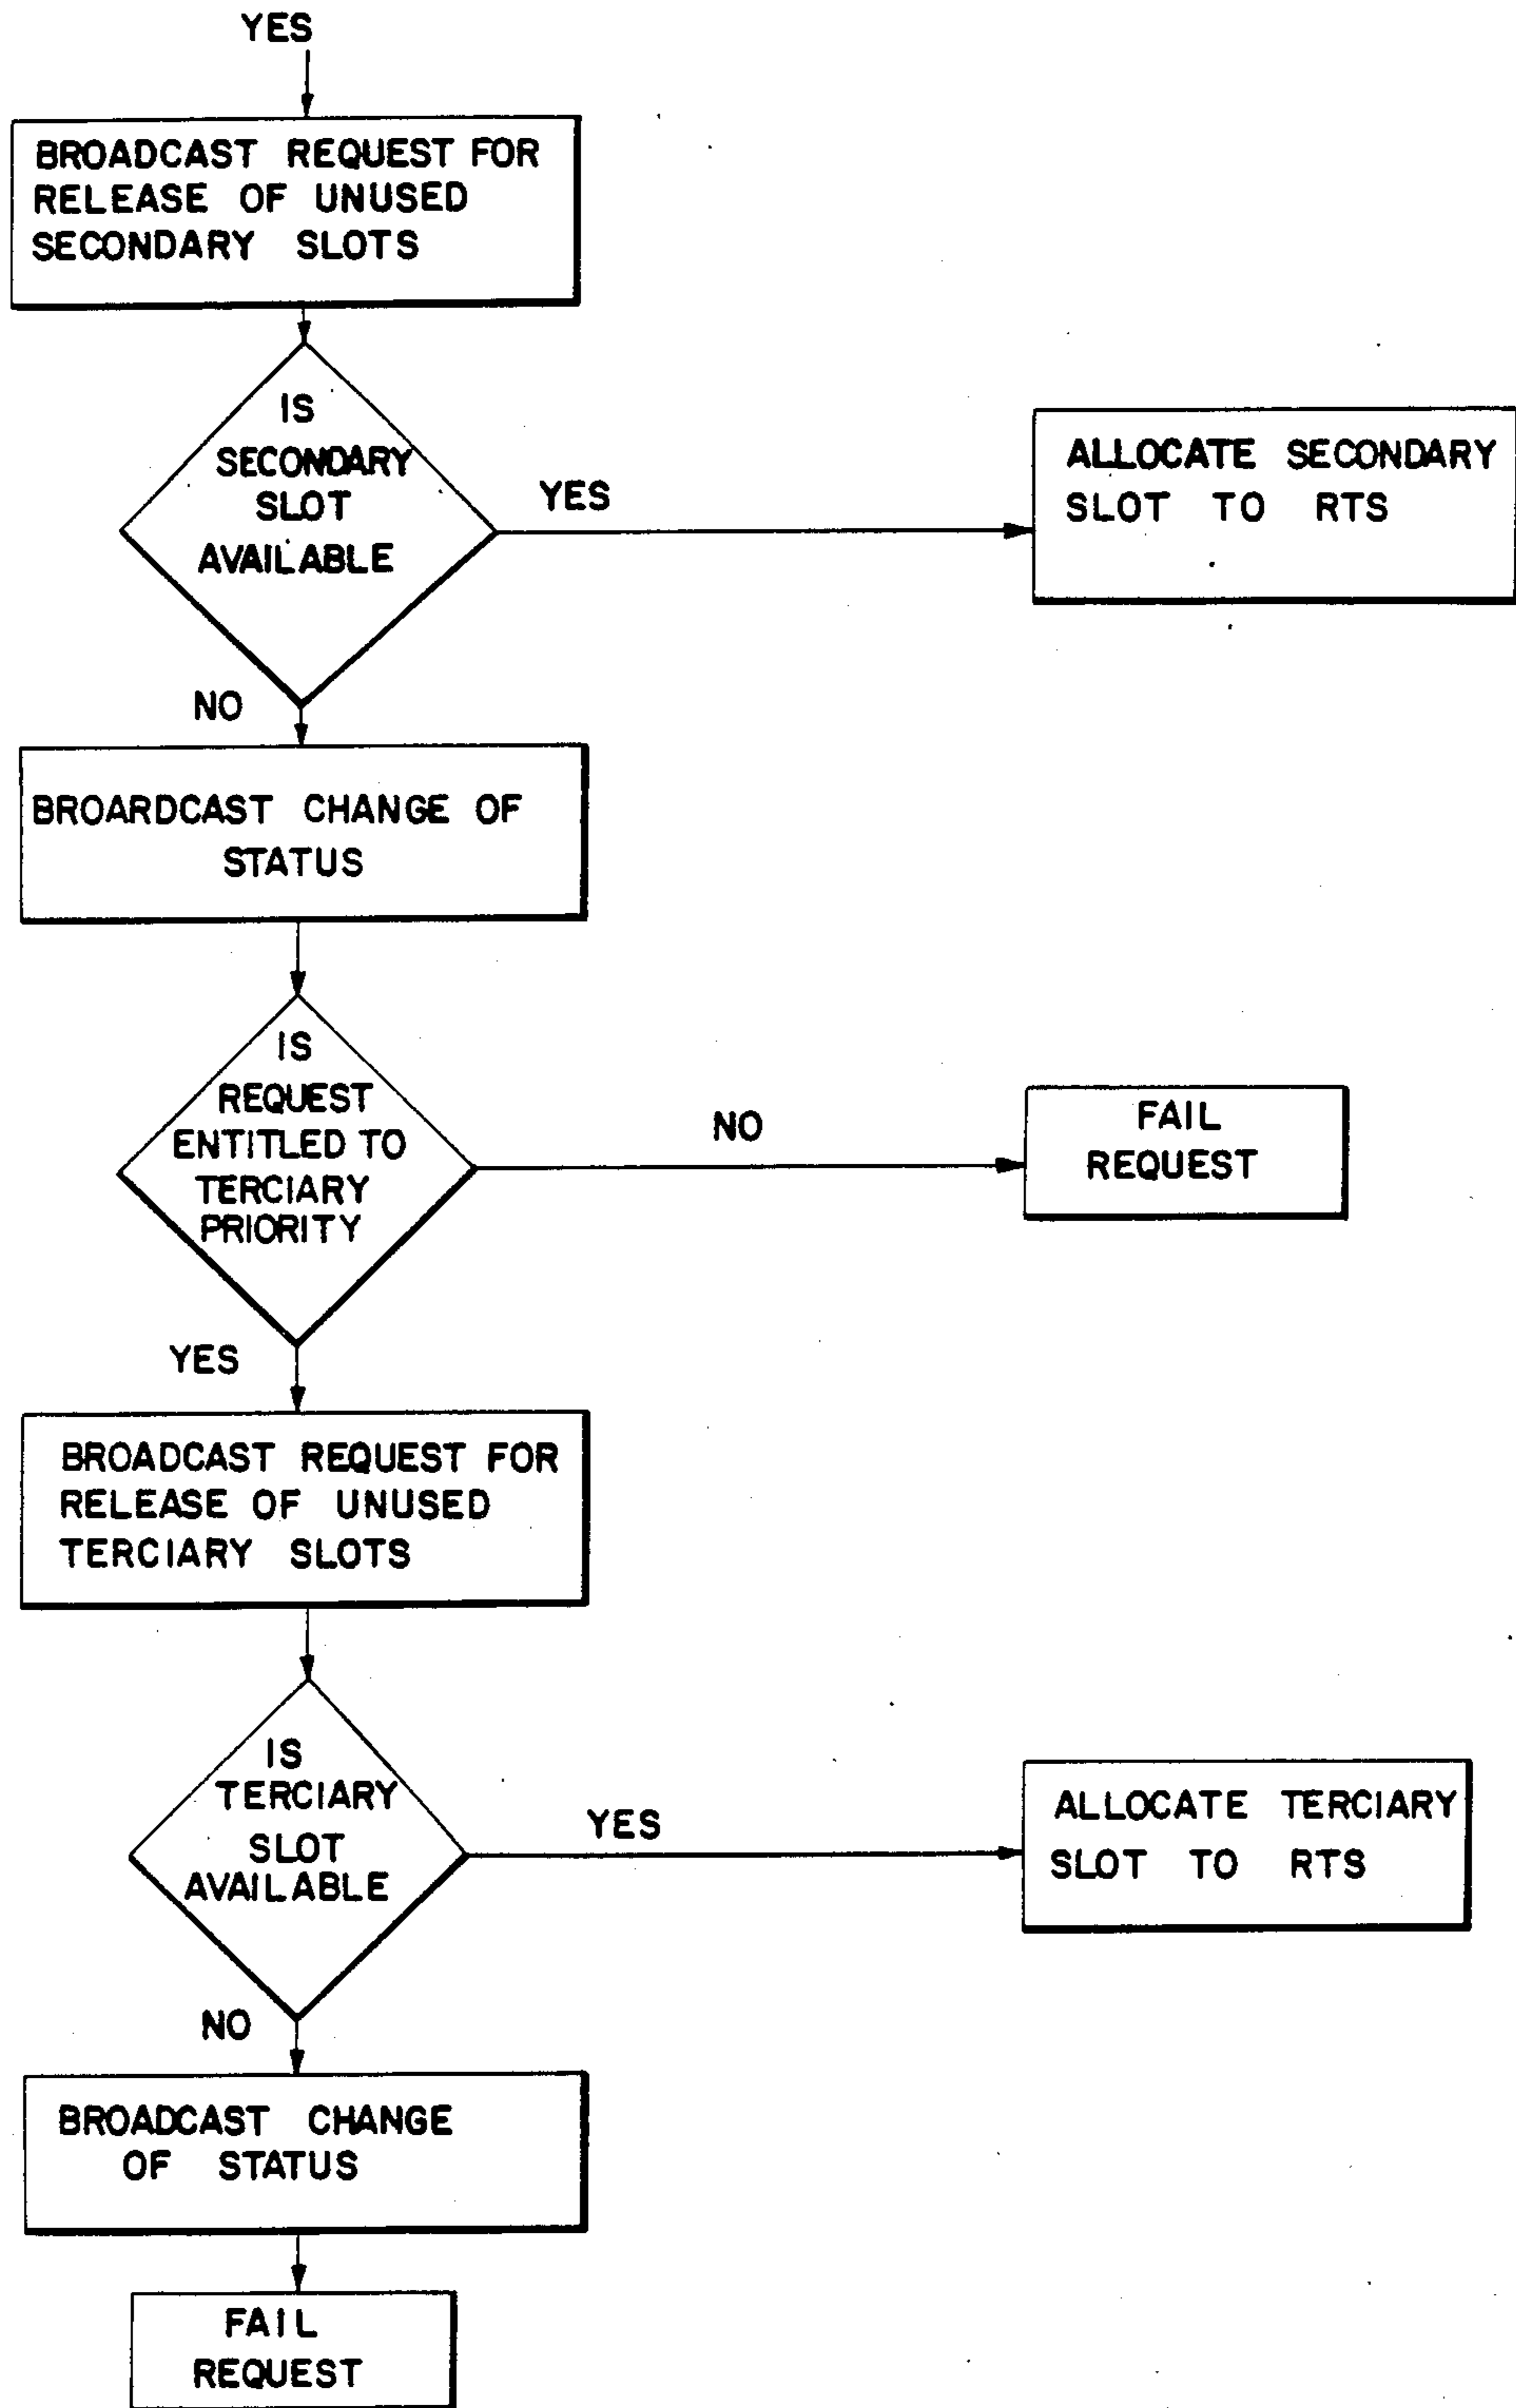 YES
BROADCAST REQUEST FOR
RELEASE OF UNUSED
SECONDARY SLOTS
IS
SECONDARY
SLOT
AVAILABLE
YES
ALLOCATE SECONDARY
SLOT TO RTS
NO
BROARDCAST CHANGE OF
STATUS
IS
REQUEST
ENTITLED TO
TERCIARY
PRIORITY
NO
FAIL
REQUEST
YES
BROADCAST REQUEST FOR
RELEASE OF UNUSED
TERCIARY SLOTS
IS
TERCIARY
SLOT
AVAILABLE
YES
ALLOCATE TERCIARY
SLOT TO RTS
NO
BROADCAST CHANGE
OF STATUS
FAIL
REQUEST